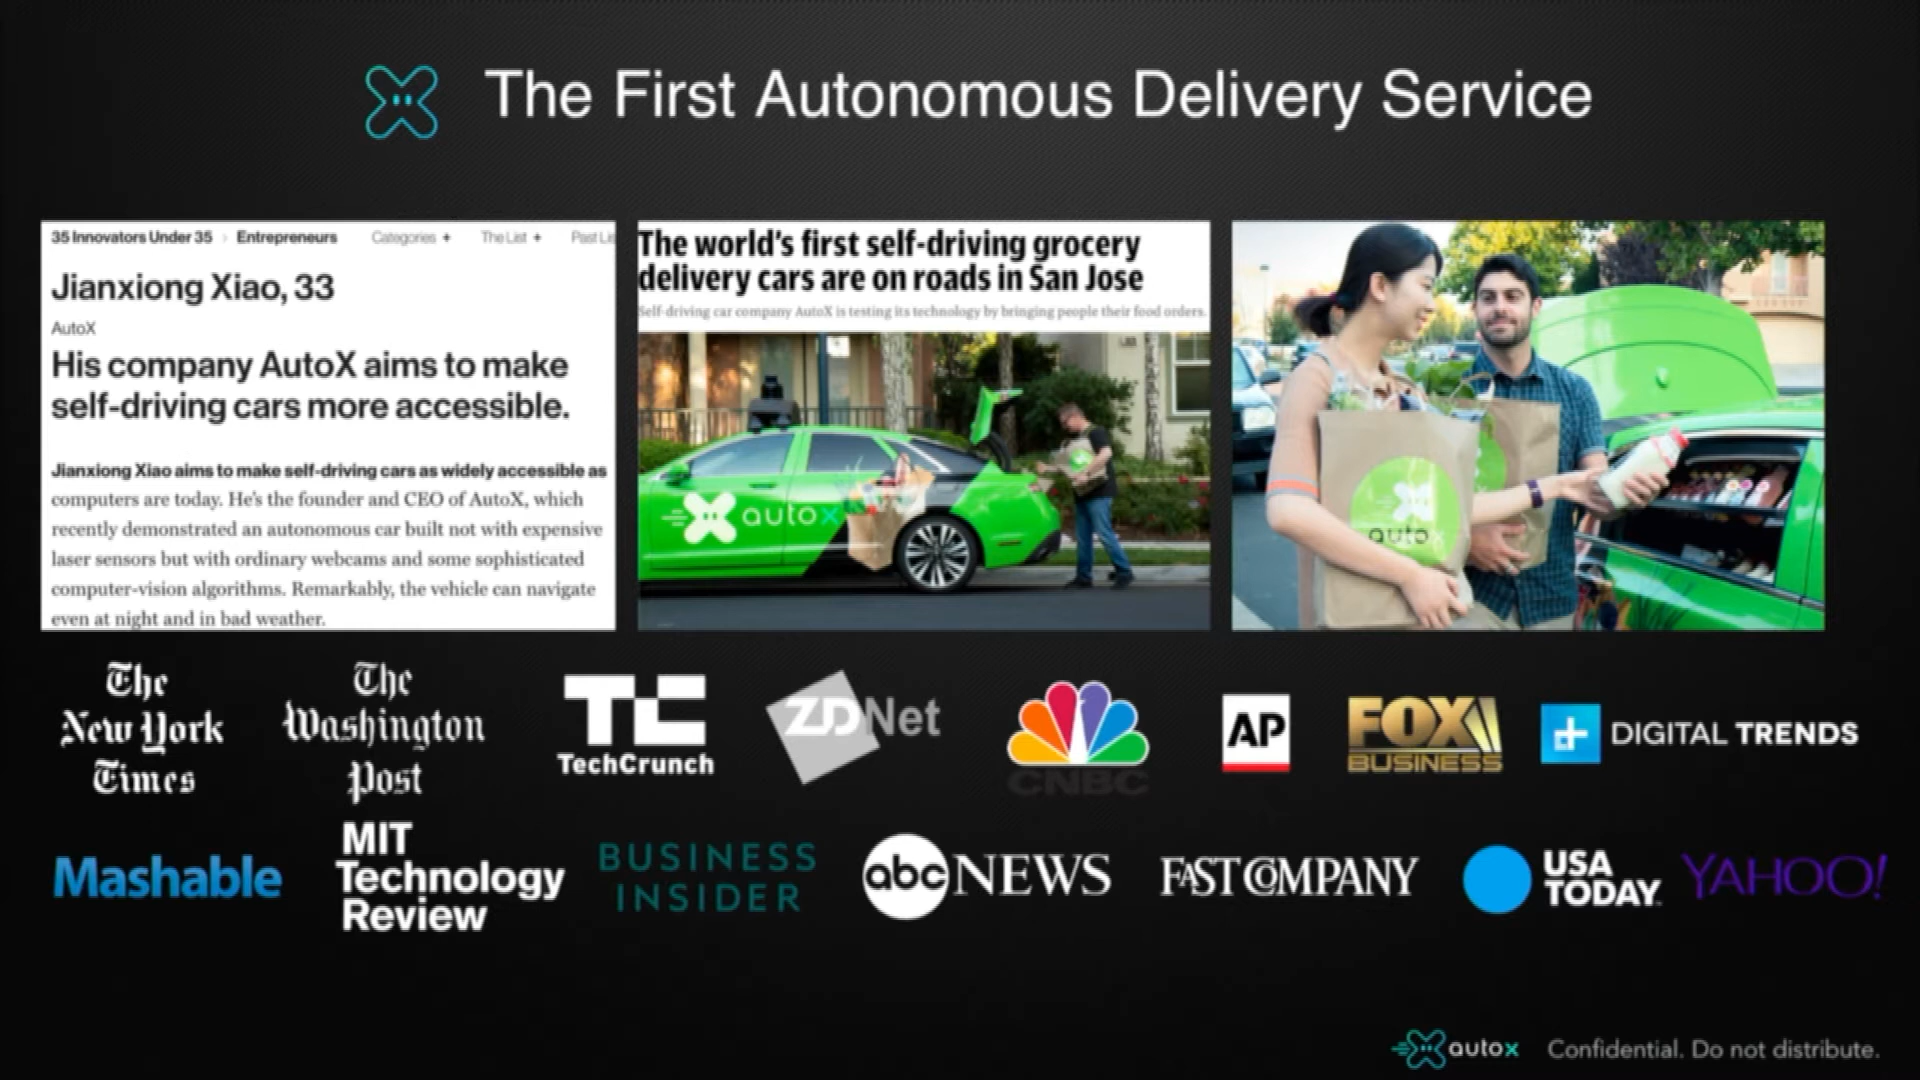 The First Autonomous Delivery Service
35 Innovators Under 35 › Entrepreneurs Categories + The List + Past Lis
Jianxiong Xiao, 33
AutoX
His company AutoX aims to make
self-driving cars more accessible.
Jianxiong Xiao aims to make self-driving cars as widely accessible as
computers are today. He's the founder and CEO of AutoX, which
recently demonstrated an autonomous car built not with expensive
laser sensors but with ordinary webcams and some sophisticated
computer-vision algorithms. Remarkably, the vehicle can navigate
even at night and in bad weather.
The world's first self-driving grocery
delivery cars are on roads in San Jose
Self-driving car company AutoX is testing its technology by bringing people their food orders.
autox
auto
The
New York
Times
The
Washington
Post
TC
TechCrunch
ZDNet
CNBC
AP
FOX
BUSINESS
DIGITAL TRENDS
Mashable
MIT
Technology
Review
BUSINESS
INSIDER
abc NEWS
FAST COMPANY
USA
TODAY
YAHOO!
autox Confidential. Do not distribute.